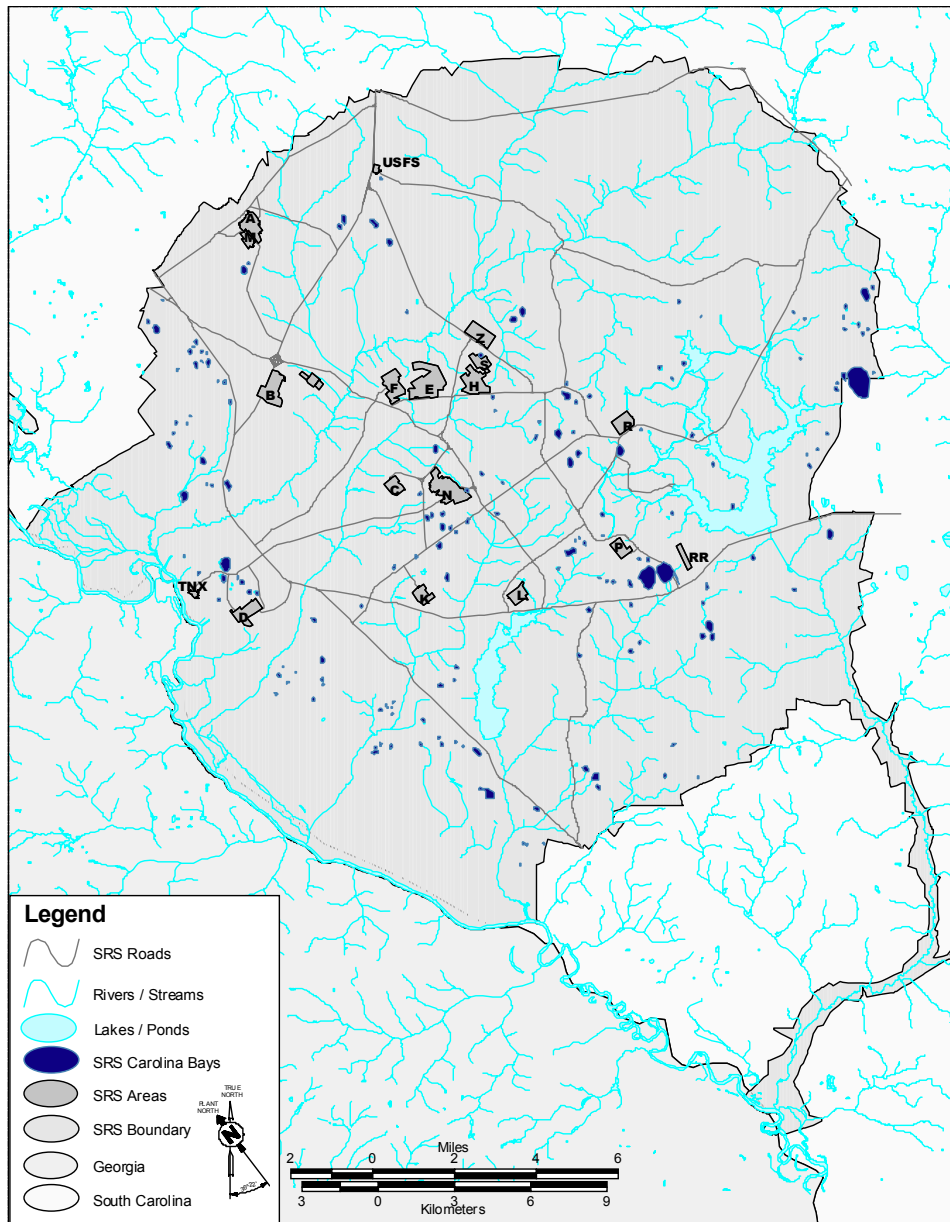 USFS
A
M
Z
S
F
E
H
B
R
C
N
P
RR
TNX
K
L
D
Legend
SRS Roads
Rivers / Streams
Lakes / Ponds
SRS Carolina Bays
SRS Areas
SRS Boundary
Georgia
South Carolina
TRUE
NORTH
PLANT
NORTH
N
Miles
2 0 2 4 6
3 0 3 6 9
Kilometers